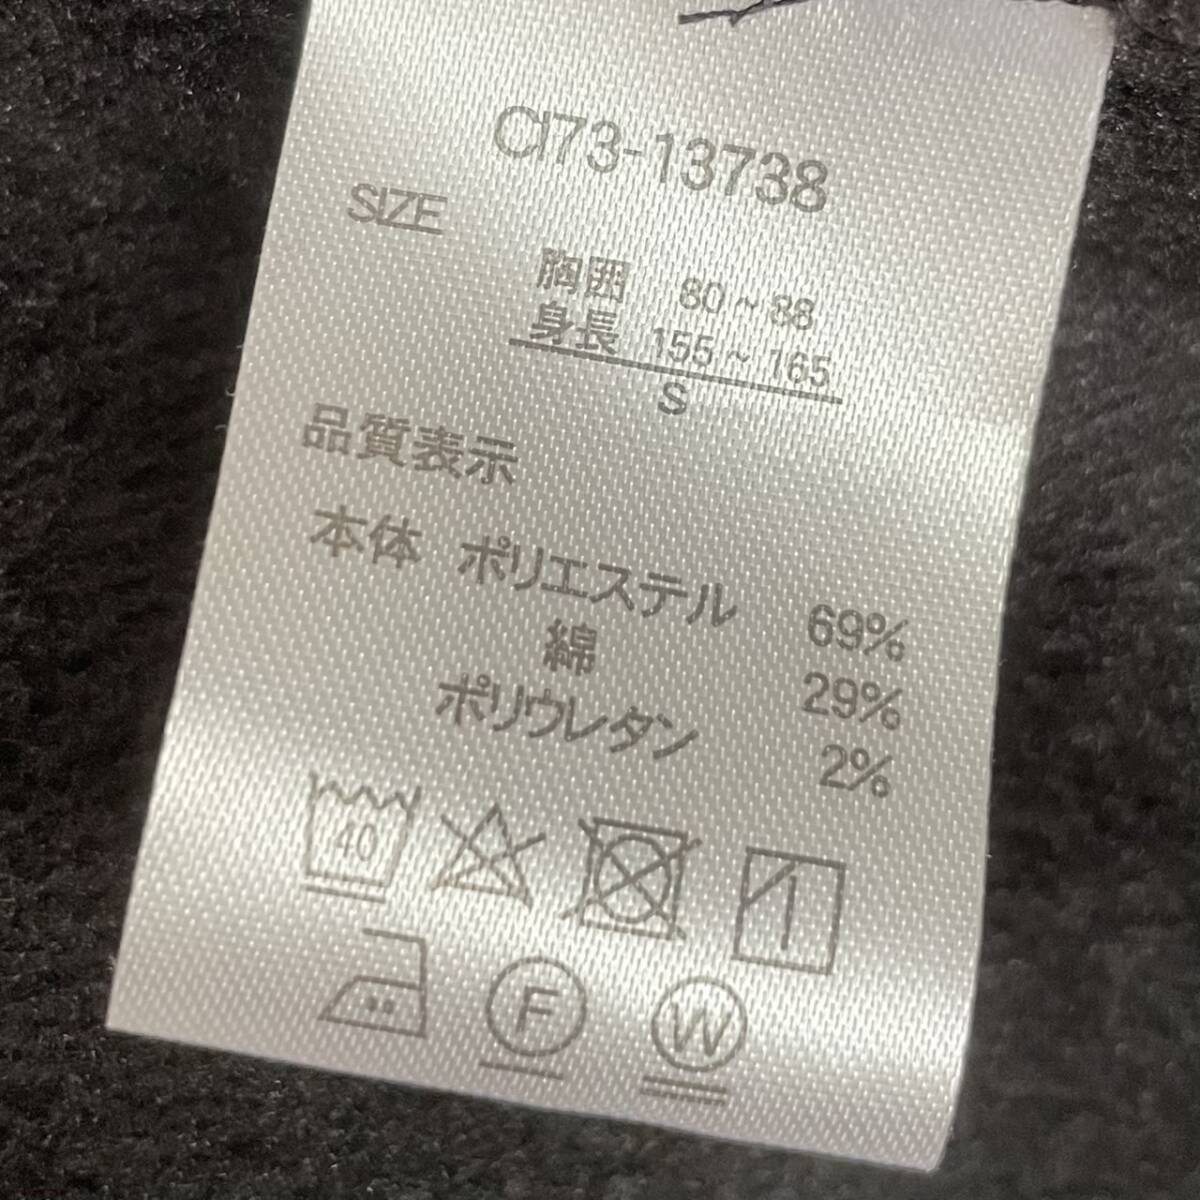 CI73-13738
SIZE
胸囲 80~88
身長 155~165
S
品質表示
本体 ポリエステル 69%
綿 29%
ポリウレタン 2%
40
F
W